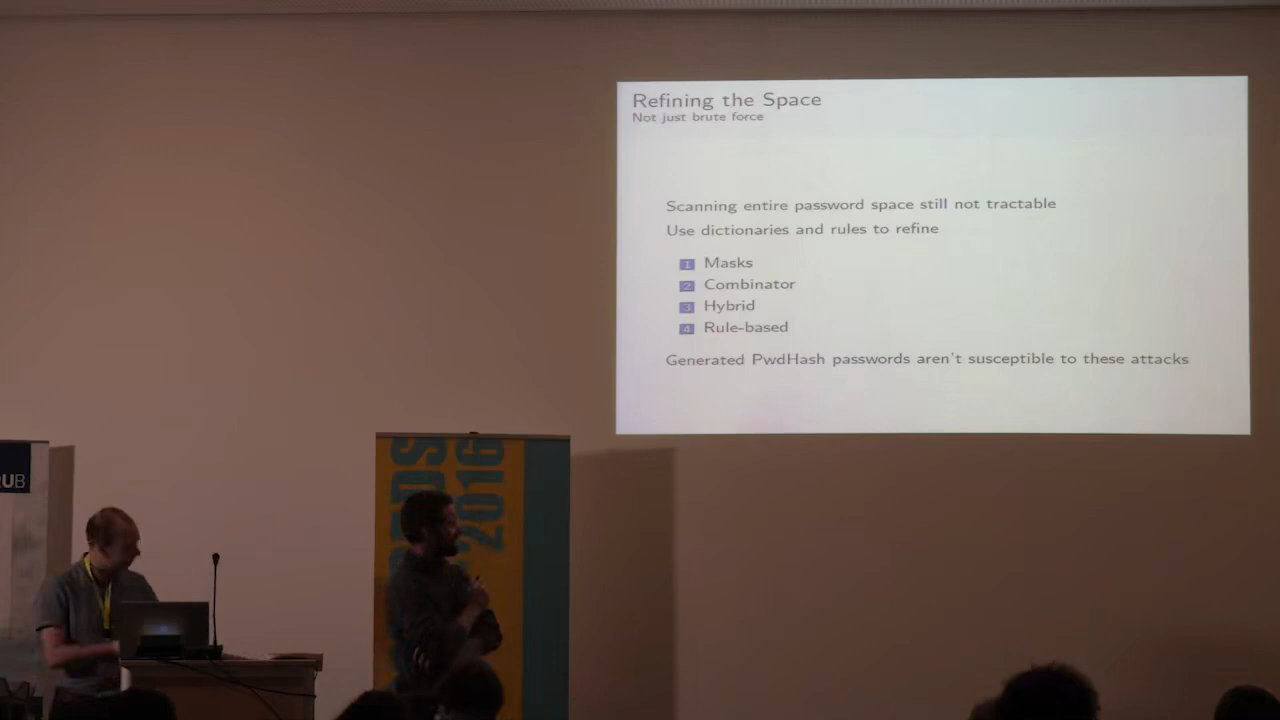 Refining the Space
Not just brute force
Scanning entire password space still not tractable
Use dictionaries and rules to refine
1 Masks
2 Combinator
3 Hybrid
4 Rule-based
Generated PwdHash passwords aren't susceptible to these attacks
2016